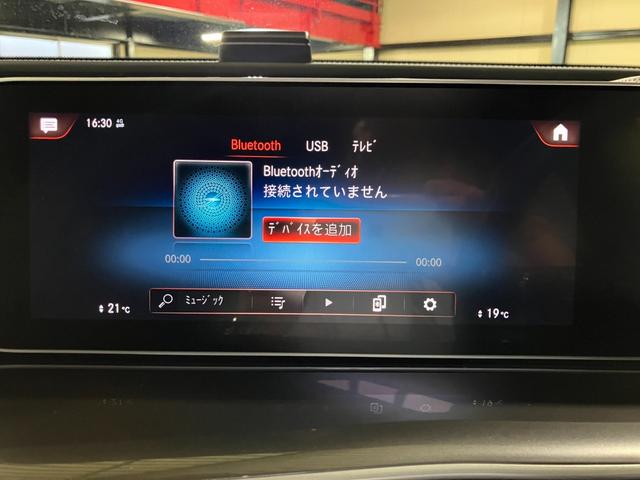 16:30 4G
Bluetooth USB ﾃﾚﾋﾞ
Bluetoothｵｰﾃﾞｨｵ
接続されていません
ﾃﾞﾊﾞｲｽを追加
00:00 00:00
ﾐｭｰｼﾞｯｸ
21℃ 19℃